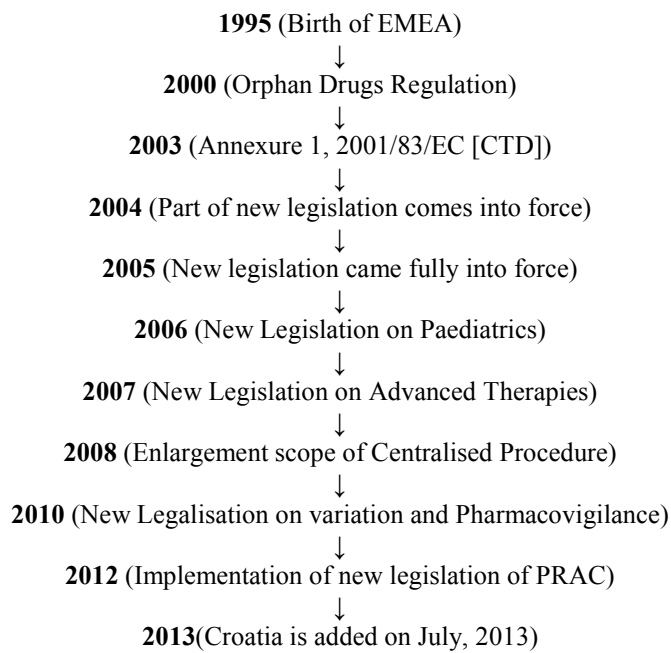 1995 (Birth of EMEA)
↓
2000 (Orphan Drugs Regulation)
↓
2003 (Annexure 1, 2001/83/EC [CTD])
↓
2004 (Part of new legislation comes into force)
↓
2005 (New legislation came fully into force)
↓
2006 (New Legislation on Paediatrics)
↓
2007 (New Legislation on Advanced Therapies)
↓
2008 (Enlargement scope of Centralised Procedure)
↓
2010 (New Legalisation on variation and Pharmacovigilance)
↓
2012 (Implementation of new legislation of PRAC)
↓
2013(Croatia is added on July, 2013)